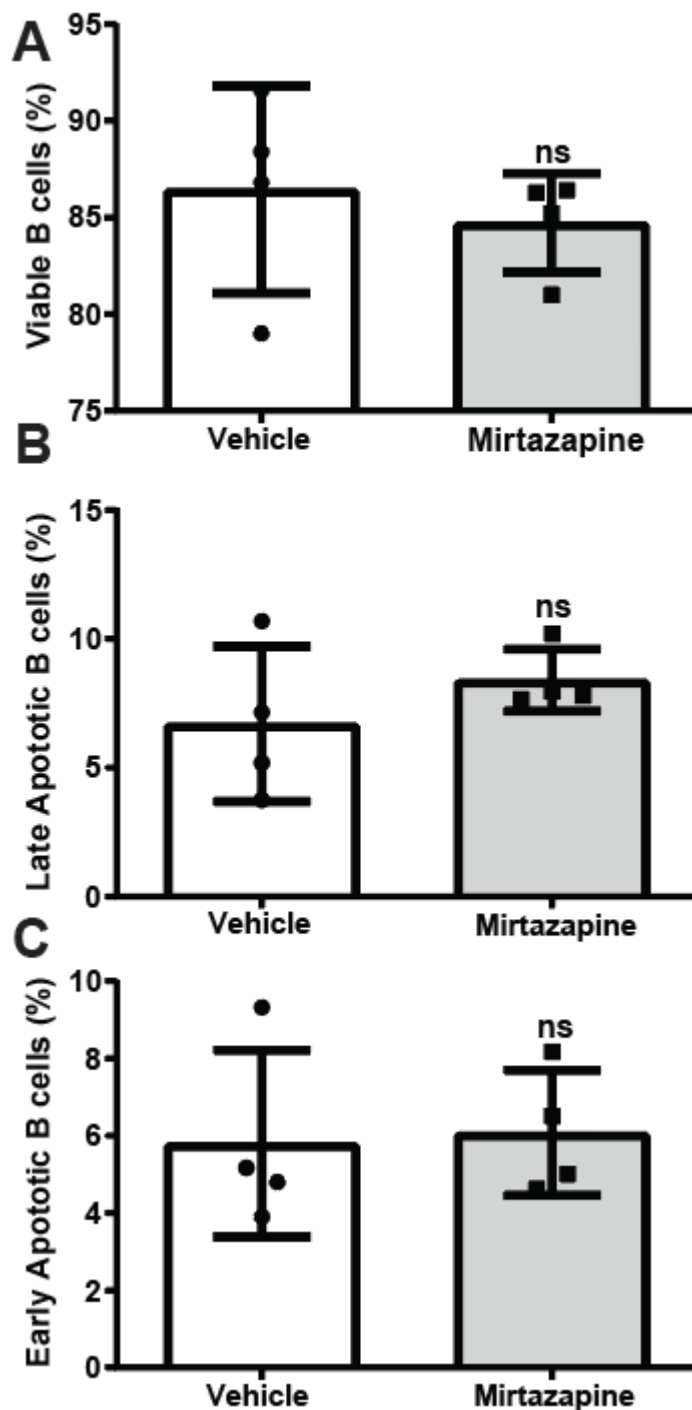 A
Viable B cells (%)
95
90
85
80
75
ns
Vehicle
Mirtazapine
B
Late Apoptotic B cells (%)
15
10
5
0
ns
Vehicle
Mirtazapine
C
Early Apoptotic B cells (%)
10
8
6
4
2
0
ns
Vehicle
Mirtazapine